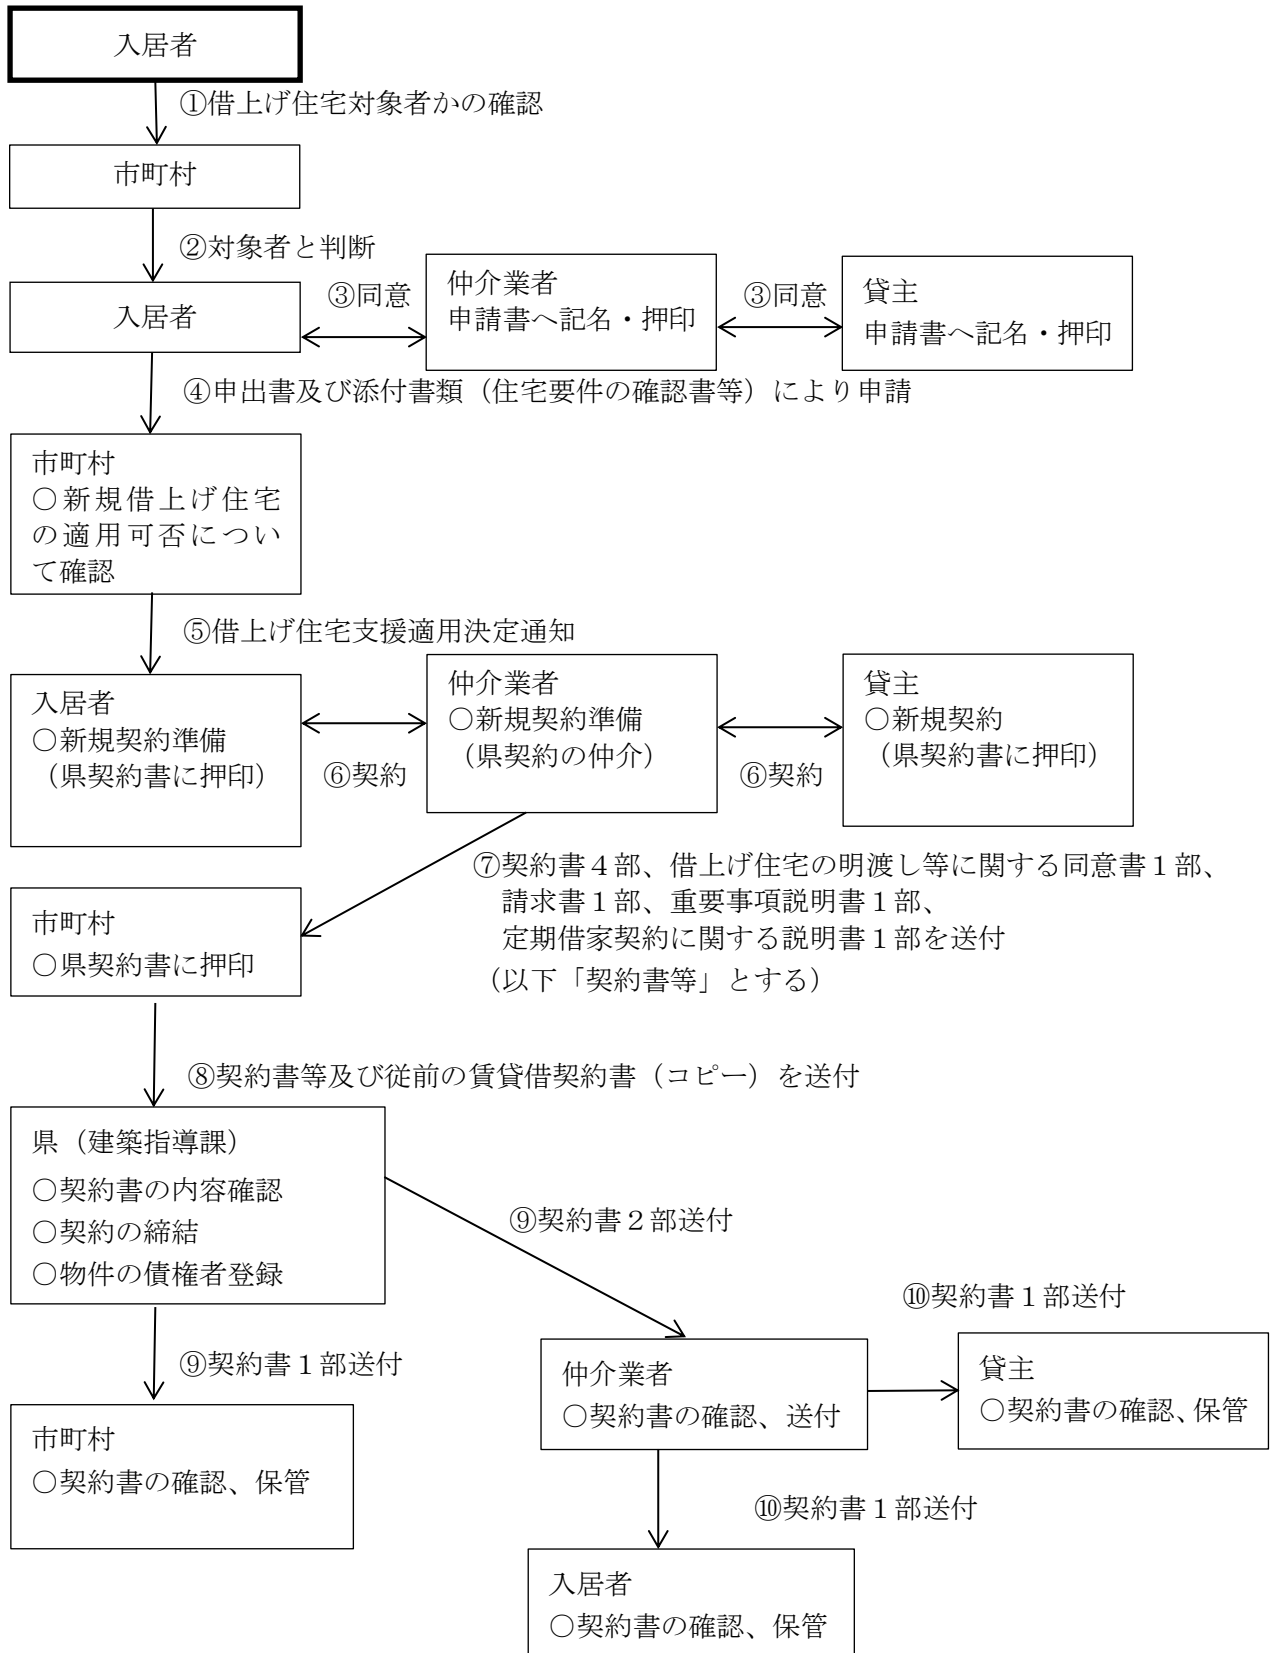 入居者
①借上げ住宅対象者かの確認
市町村
②対象者と判断
入居者
③同意
仲介業者
申請書へ記名・押印
③同意
貸主
申請書へ記名・押印
④申出書及び添付書類（住宅要件の確認書等）により申請
市町村
○新規借上げ住宅
の適用可否につい
て確認
⑤借上げ住宅支援適用決定通知
入居者
○新規契約準備
（県契約書に押印）
⑥契約
仲介業者
○新規契約準備
（県契約の仲介）
⑥契約
貸主
○新規契約
（県契約書に押印）
⑦契約書４部、借上げ住宅の明渡し等に関する同意書１部、
請求書１部、重要事項説明書１部、
定期借家契約に関する説明書１部を送付
（以下「契約書等」とする）
市町村
○県契約書に押印
⑧契約書等及び従前の賃貸借契約書（コピー）を送付
県（建築指導課）
○契約書の内容確認
○契約の締結
○物件の債権者登録
⑨契約書２部送付
⑨契約書１部送付
市町村
○契約書の確認、保管
仲介業者
○契約書の確認、送付
⑩契約書１部送付
貸主
○契約書の確認、保管
⑩契約書１部送付
入居者
○契約書の確認、保管